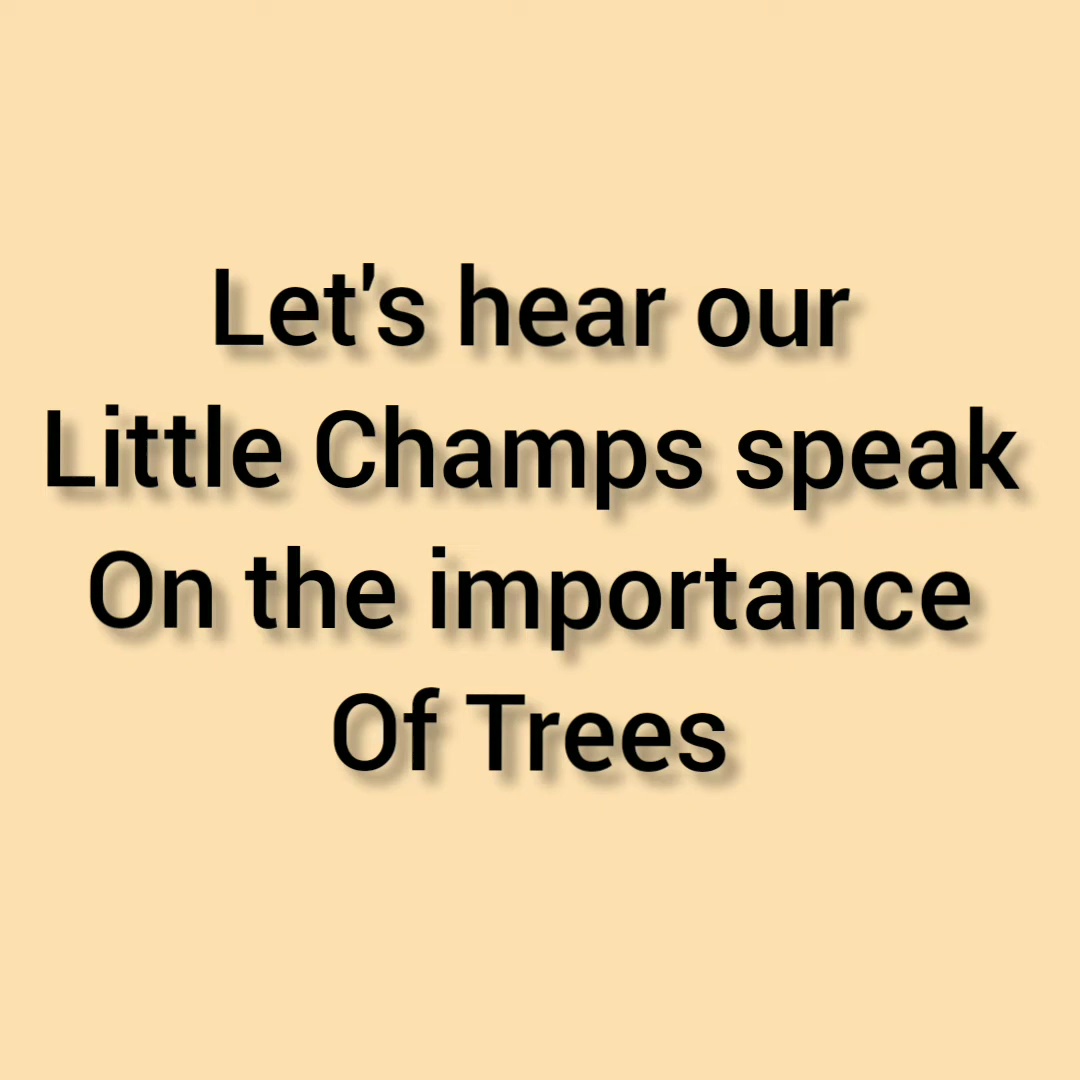 Let's hear our
Little Champs speak
On the importance
Of Trees